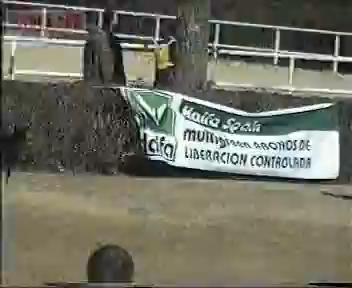 Haifa Spain
multigreen ABONOS DE
LIBERACION CONTROLADA
Haifa